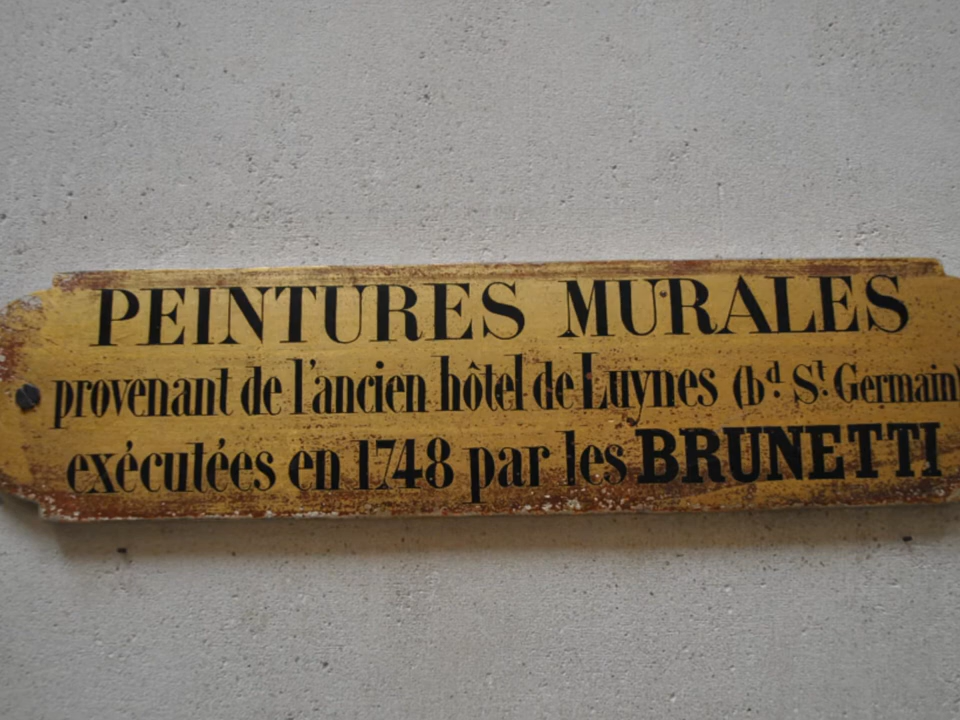 PEINTURES MURALES
provenant de l'ancien hôtel de Luynes (bd. St. Germain)
exécutées en 1748 par les BRUNETTI